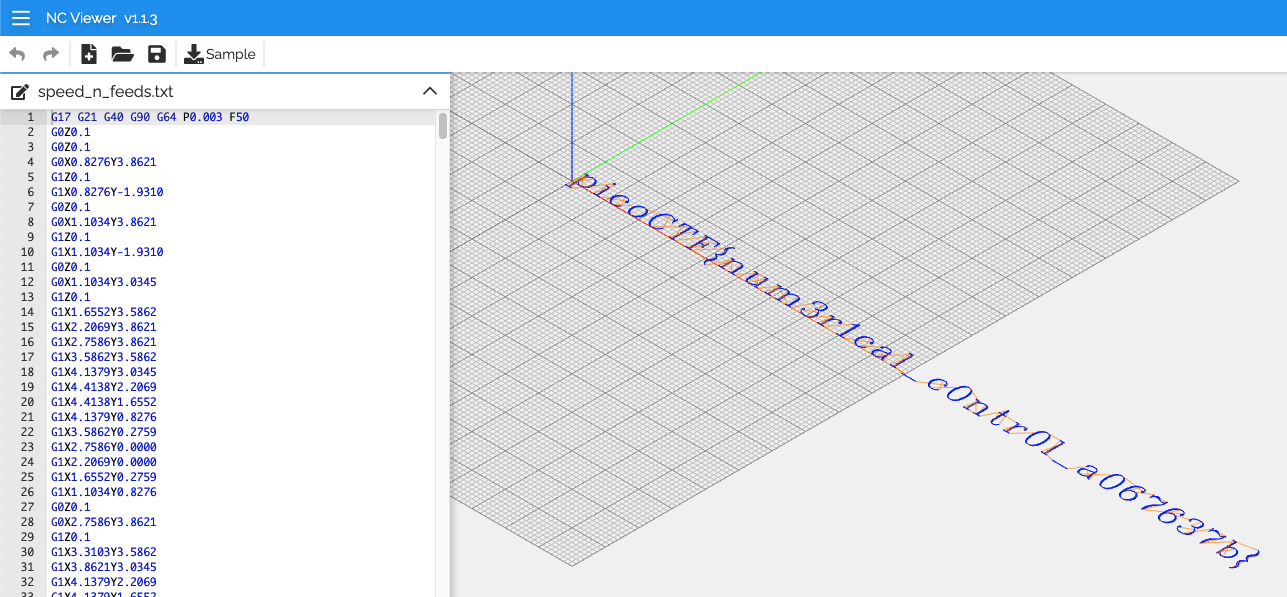 NC Viewer v1.1.3
Sample
speed_n_feeds.txt
1 G17 G21 G40 G90 G64 P0.003 F50
2 G0Z0.1
3 G0Z0.1
4 G0X0.8276Y3.8621
5 G1Z0.1
6 G1X0.8276Y-1.9310
7 G0Z0.1
8 G0X1.1034Y3.8621
9 G1Z0.1
10 G1X1.1034Y-1.9310
11 G0Z0.1
12 G0X1.1034Y3.0345
13 G1Z0.1
14 G1X1.6552Y3.5862
15 G1X2.2069Y3.8621
16 G1X2.7586Y3.8621
17 G1X3.5862Y3.5862
18 G1X4.1379Y3.0345
19 G1X4.4138Y2.2069
20 G1X4.4138Y1.6552
21 G1X4.1379Y0.8276
22 G1X3.5862Y0.2759
23 G1X2.7586Y0.0000
24 G1X2.2069Y0.0000
25 G1X1.6552Y0.2759
26 G1X1.1034Y0.8276
27 G0Z0.1
28 G0X2.7586Y3.8621
29 G1Z0.1
30 G1X3.3103Y3.5862
31 G1X3.8621Y3.0345
32 G1X4.1379Y2.2069
33 G1X4.1379Y1.6552
picoCTF{num3r1cal_c0ntr0l_a067637b}